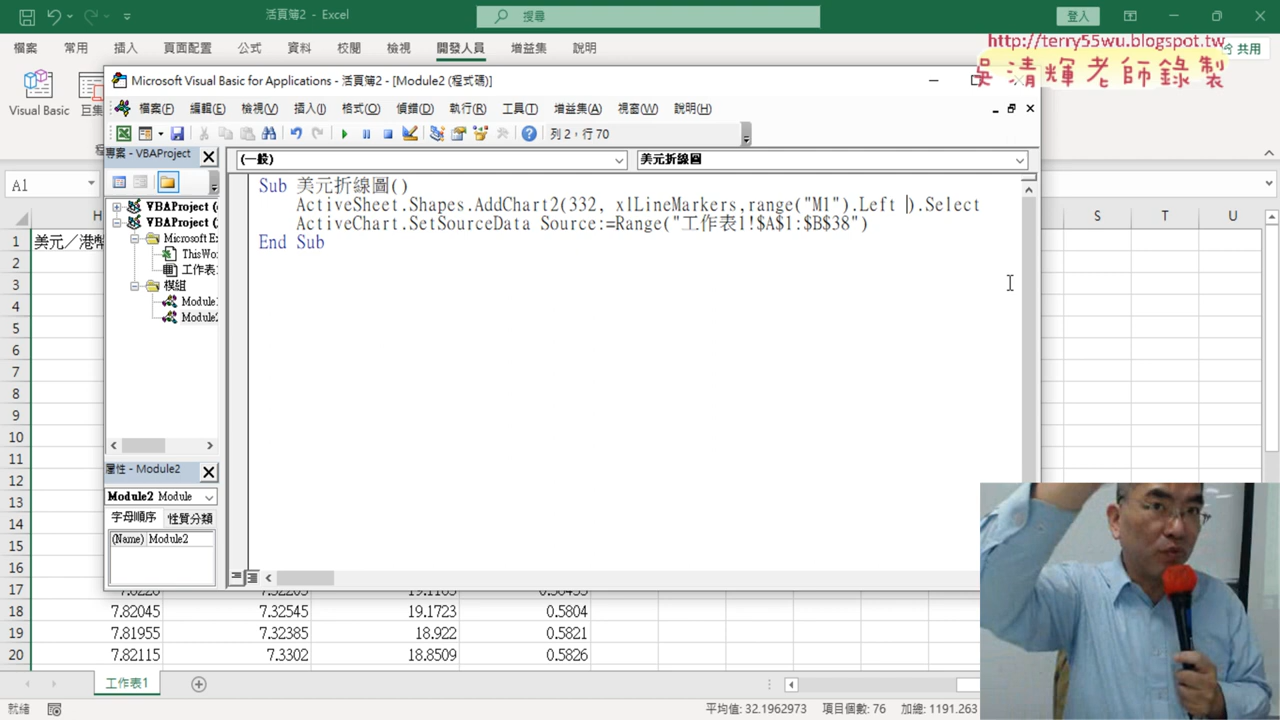 活頁簿2 - Excel
搜尋
登入
檔案 常用 插入 頁面配置 公式 資料 校閱 檢視 開發人員 增益集 說明
共用
http://terry55wu.blogspot.tw
吳清輝老師錄製
Visual Basic
Microsoft Visual Basic for Applications - 活頁簿2 - [Module2 (程式碼)]
檔案(F) 編輯(E) 檢視(V) 插入(I) 格式(O) 偵錯(D) 執行(R) 工具(T) 增益集(A) 視窗(W) 說明(H)
列 2，行 70
專案 - VBAProject
(一般)
美元折線圖
A1
VBAProject (
VBAProject (
Microsoft Ex
ThisWo
工作表
模組
Module1
Module2
Sub 美元折線圖()
ActiveSheet.Shapes.AddChart2(332, xlLineMarkers,range("M1").Left ).Select
ActiveChart.SetSourceData Source:=Range("工作表1!$A$1:$B$38")
End Sub
屬性 - Module2
Module2 Module
字母順序 性質分類
(Name) Module2
H S T U
1 美元／港幣
2
3
4
5
6
7
8
9
10
11
12
13
14
15
16
17
18 7.82045 7.32545 19.1723 0.5804
19 7.81955 7.32385 18.922 0.5821
20 7.82115 7.3302 18.8509 0.5826
工作表1
就緒
平均值: 32.1962973 項目個數: 76 加總: 1191.263